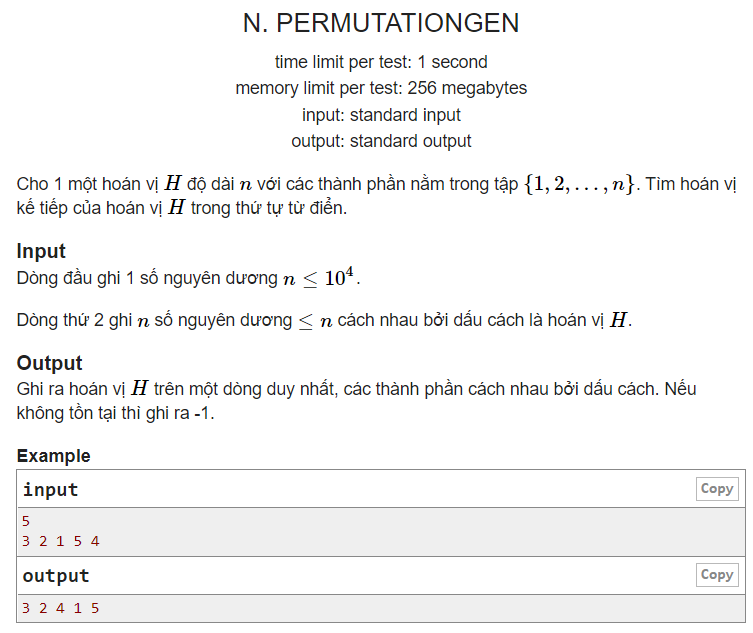 N. PERMUTATIONGEN
time limit per test: 1 second
memory limit per test: 256 megabytes
input: standard input
output: standard output
Cho 1 một hoán vị H độ dài n với các thành phần nằm trong tập {1, 2, . . . , n}. Tìm hoán vị
kế tiếp của hoán vị H trong thứ tự từ điển.
Input
Dòng đầu ghi 1 số nguyên dương n ≤ 10⁴.
Dòng thứ 2 ghi n số nguyên dương ≤ n cách nhau bởi dấu cách là hoán vị H.
Output
Ghi ra hoán vị H trên một dòng duy nhất, các thành phần cách nhau bởi dấu cách. Nếu
không tồn tại thì ghi ra -1.
Example
input Copy
5
3 2 1 5 4
output Copy
3 2 4 1 5